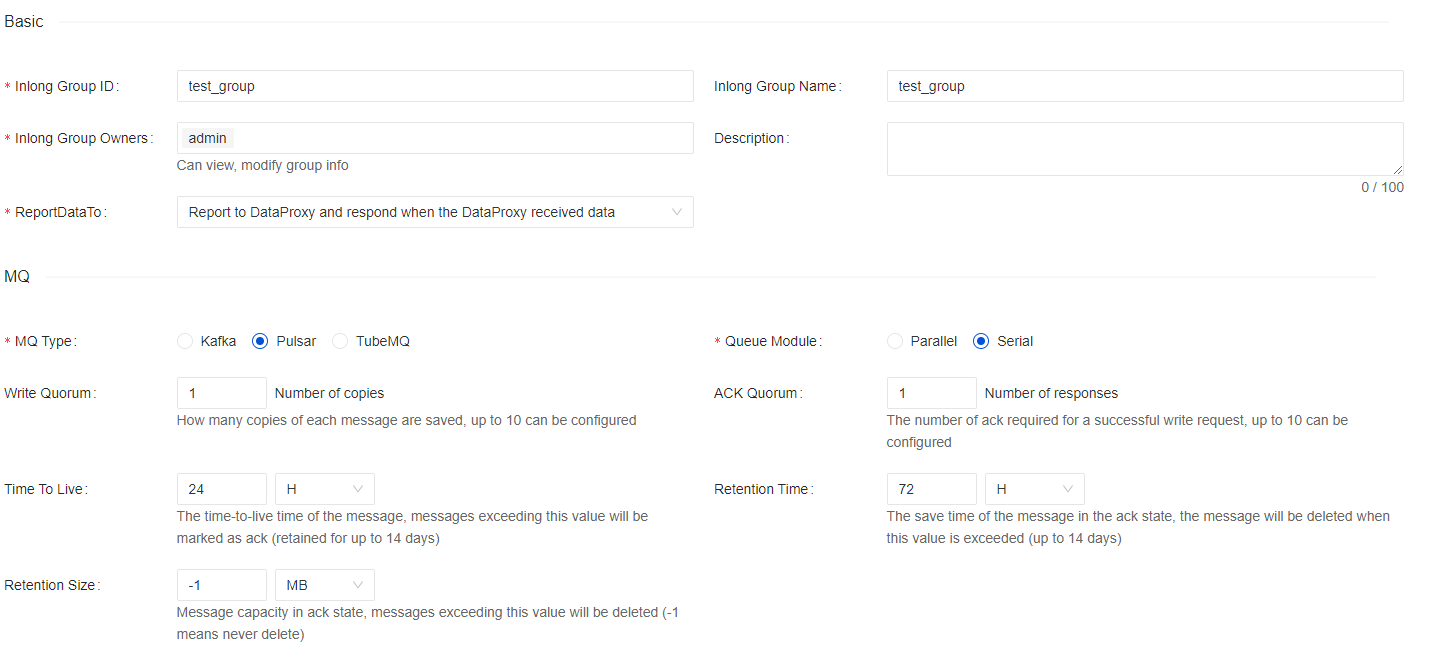 Basic
* Inlong Group ID: test_group
Inlong Group Name: test_group
* Inlong Group Owners: admin
Can view, modify group info
Description:
0 / 100
* ReportDataTo: Report to DataProxy and respond when the DataProxy received data
MQ
* MQ Type: Kafka Pulsar TubeMQ
* Queue Module: Parallel Serial
Write Quorum: 1 Number of copies
How many copies of each message are saved, up to 10 can be configured
ACK Quorum: 1 Number of responses
The number of ack required for a successful write request, up to 10 can be
configured
Time To Live: 24 H
The time-to-live time of the message, messages exceeding this value will be
marked as ack (retained for up to 14 days)
Retention Time: 72 H
The save time of the message in the ack state, the message will be deleted when
this value is exceeded (up to 14 days)
Retention Size: -1 MB
Message capacity in ack state, messages exceeding this value will be deleted (-1
means never delete)